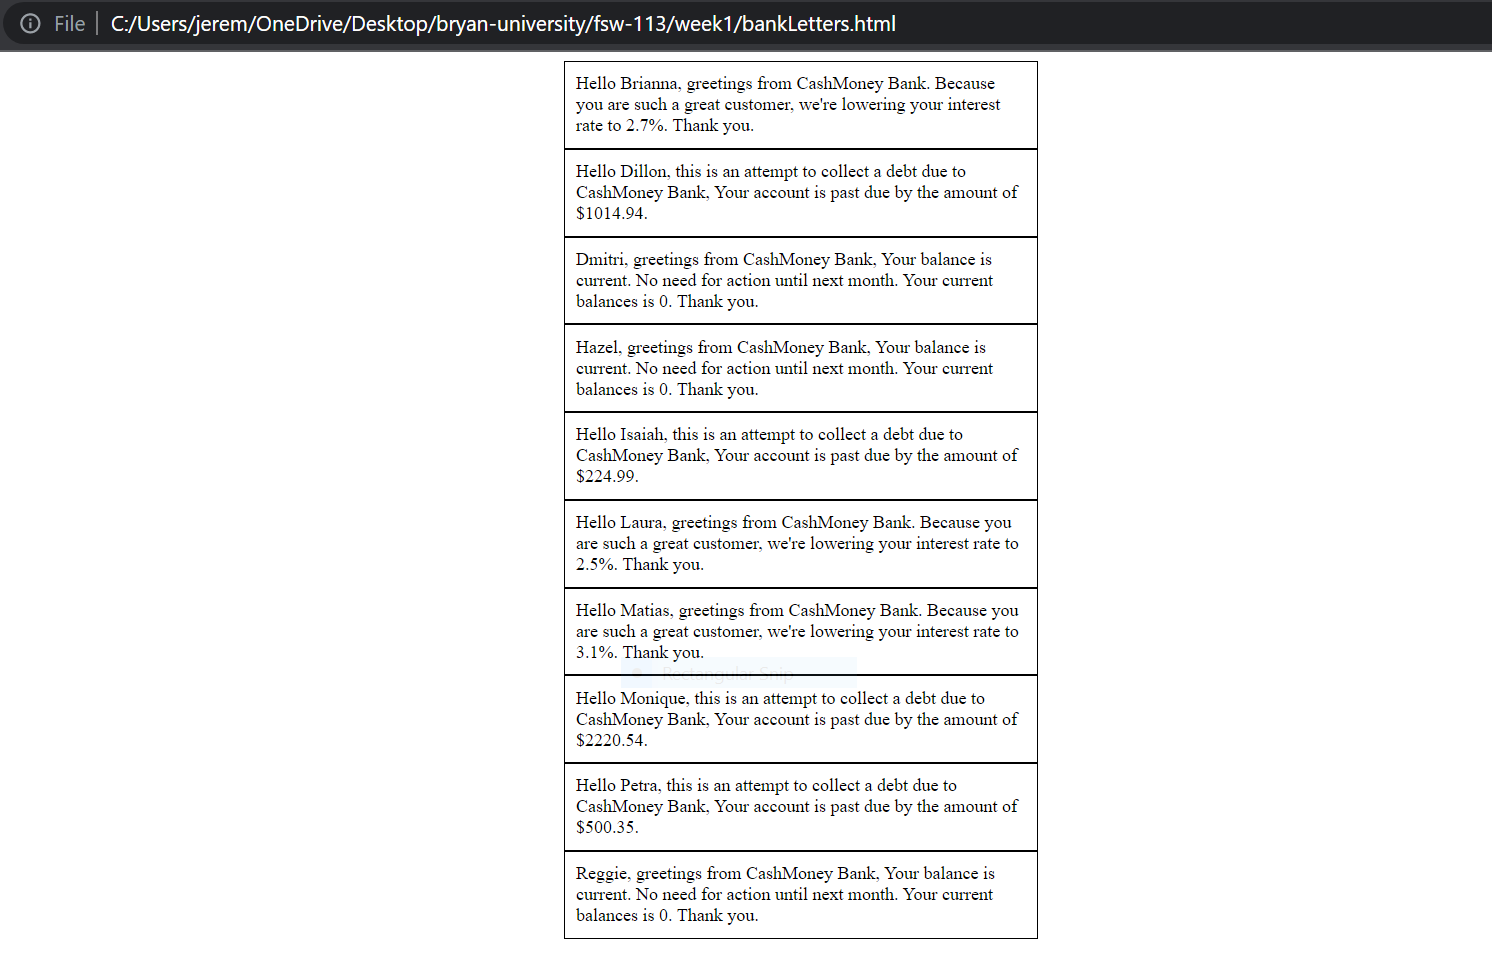 File C:/Users/jerem/OneDrive/Desktop/bryan-university/fsw-113/week1/bankLetters.html
Hello Brianna, greetings from CashMoney Bank. Because
you are such a great customer, we're lowering your interest
rate to 2.7%. Thank you.
Hello Dillon, this is an attempt to collect a debt due to
CashMoney Bank, Your account is past due by the amount of
$1014.94.
Dmitri, greetings from CashMoney Bank, Your balance is
current. No need for action until next month. Your current
balances is 0. Thank you.
Hazel, greetings from CashMoney Bank, Your balance is
current. No need for action until next month. Your current
balances is 0. Thank you.
Hello Isaiah, this is an attempt to collect a debt due to
CashMoney Bank, Your account is past due by the amount of
$224.99.
Hello Laura, greetings from CashMoney Bank. Because you
are such a great customer, we're lowering your interest rate to
2.5%. Thank you.
Hello Matias, greetings from CashMoney Bank. Because you
are such a great customer, we're lowering your interest rate to
3.1%. Thank you.
Rectangular Snip
Hello Monique, this is an attempt to collect a debt due to
CashMoney Bank, Your account is past due by the amount of
$2220.54.
Hello Petra, this is an attempt to collect a debt due to
CashMoney Bank, Your account is past due by the amount of
$500.35.
Reggie, greetings from CashMoney Bank, Your balance is
current. No need for action until next month. Your current
balances is 0. Thank you.